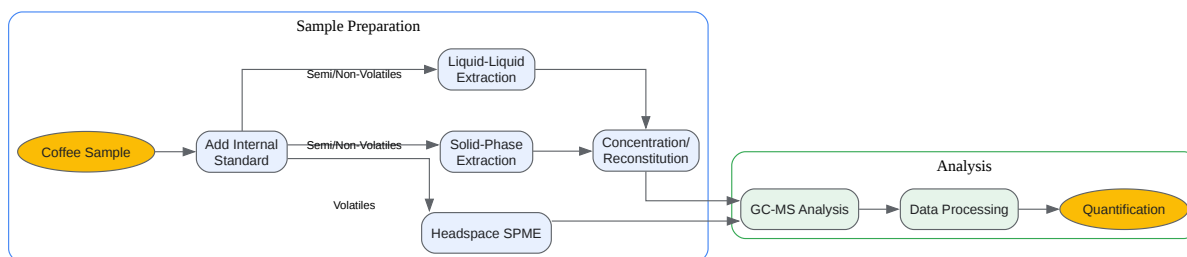 Sample Preparation
Liquid-Liquid
Extraction
Semi/Non-Volatiles
Coffee Sample
Add Internal
Standard
Semi/Non-Volatiles
Solid-Phase
Extraction
Concentration/
Reconstitution
Volatiles
Headspace SPME
Analysis
GC-MS Analysis
Data Processing
Quantification